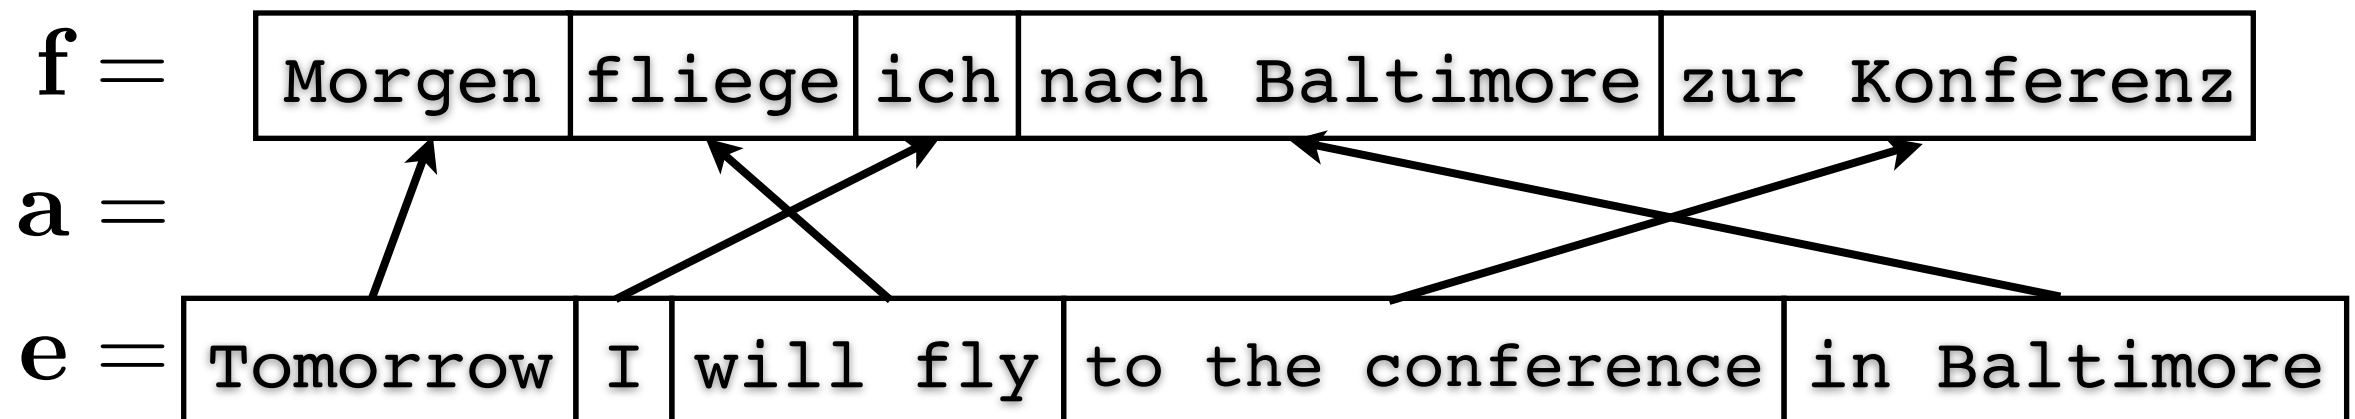 f = Morgen fliege ich nach Baltimore zur Konferenz
a =
e = Tomorrow I will fly to the conference in Baltimore